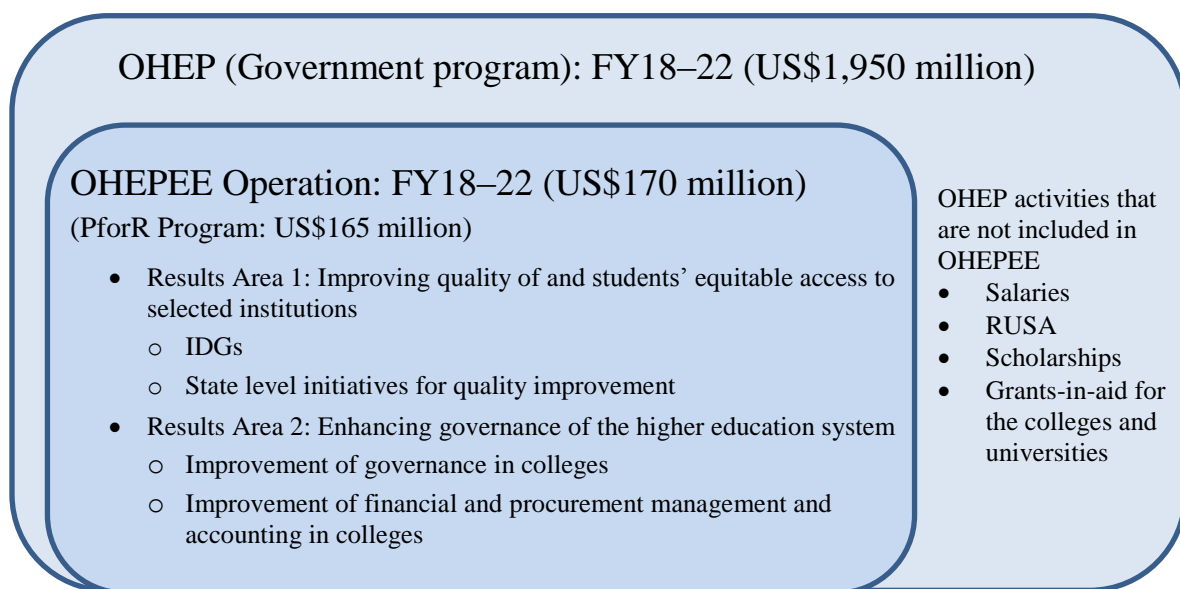 OHEP (Government program): FY18–22 (US$1,950 million)
OHEPEE Operation: FY18–22 (US$170 million)
(PforR Program: US$165 million)
• Results Area 1: Improving quality of and students’ equitable access to
selected institutions
o IDGs
o State level initiatives for quality improvement
• Results Area 2: Enhancing governance of the higher education system
o Improvement of governance in colleges
o Improvement of financial and procurement management and
accounting in colleges
OHEP activities that
are not included in
OHEPEE
• Salaries
• RUSA
• Scholarships
• Grants-in-aid for
the colleges and
universities